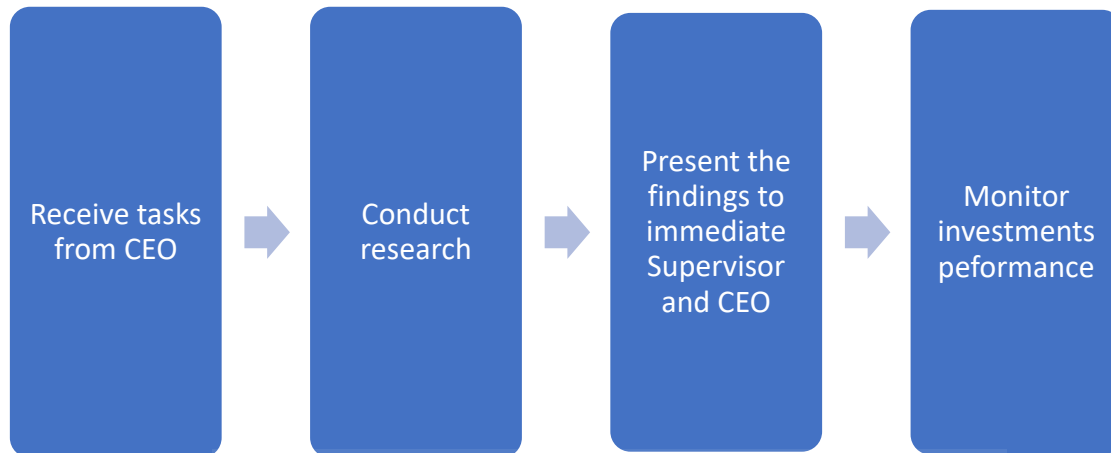 Receive tasks
from CEO
Conduct
research
Present the
findings to
immediate
Supervisor
and CEO
Monitor
investments
peformance